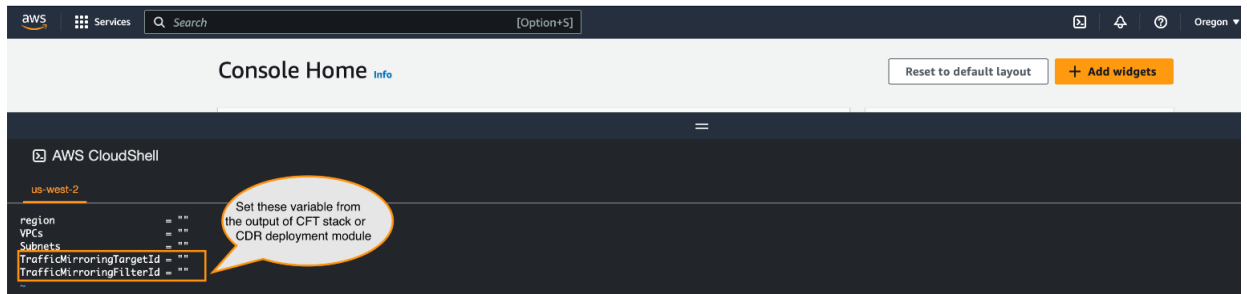 aws Services Search [Option+S] Oregon
Console Home Info Reset to default layout + Add widgets
AWS CloudShell
us-west-2
Set these variable from
the output of CFT stack or
CDR deployment module
region = ""
VPCs = ""
Subnets = ""
TrafficMirroringTargetId = ""
TrafficMirroringFilterId = ""
~